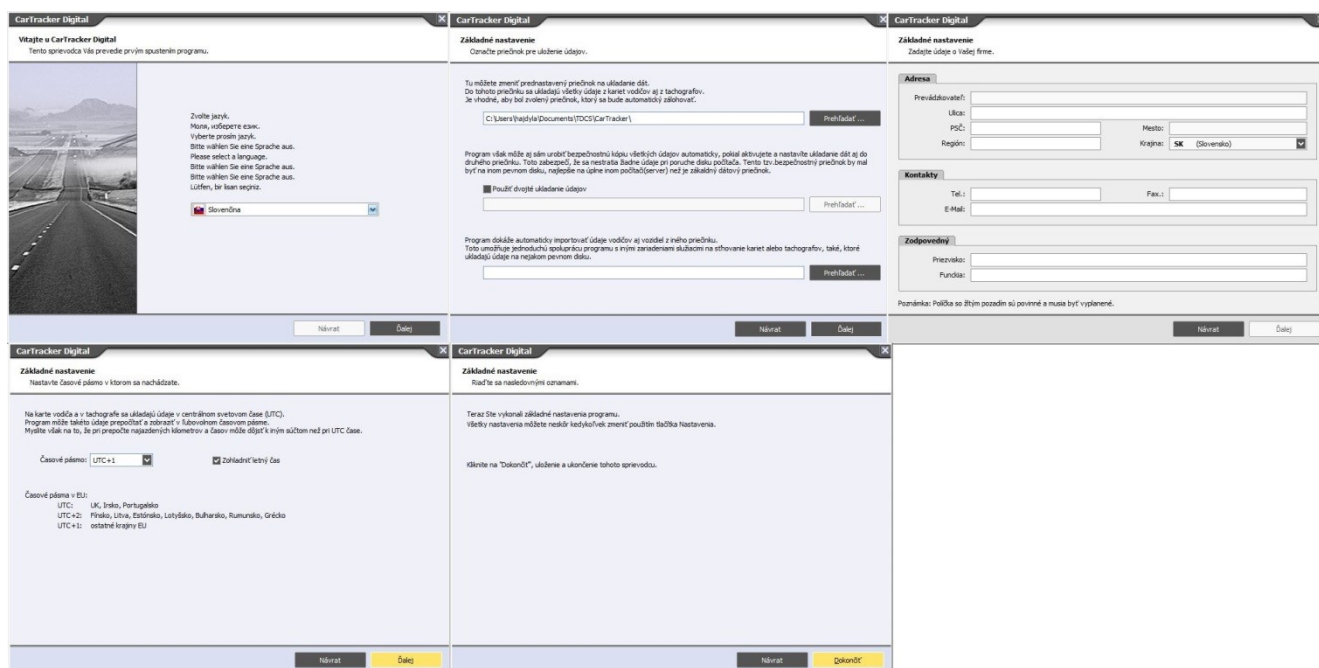 CarTracker Digital
Vitajte u CarTracker Digital
Tento sprievodca Vás prevedie prvým spustením programu.
Zvolte jazyk.
Моля, изберете език.
Vyberte prosím jazyk.
Bitte wählen Sie eine Sprache aus.
Please select a language.
Bitte wählen Sie eine Sprache aus.
Bitte wählen Sie eine Sprache aus.
Lütfen, bir lisan seçiniz.
Slovenčina
Návrat
Ďalej
CarTracker Digital
Základné nastavenie
Označte priečinok pre uloženie údajov.
Tu môžete zmeniť prednastavený priečinok na ukladanie dát.
Do tohoto priečinku sa ukladajú všetky údaje z kariet vodičov aj z tachografov.
Je vhodné, aby bol zvolený priečinok, ktorý sa bude automatický zálohovať.
C:\Users\hajdyla\Documents\TDCS\CarTracker\
Prehľadať ...
Program však môže aj sám urobiť bezpečnostnú kópiu všetkých údajov automaticky, pokial aktivujete a nastavíte ukladanie dát aj do
druhého priečinku. Toto zabezpečí, že sa nestratia žiadne údaje pri poruche disku počítača. Tento tzv.bezpečnostný priečinok by mal
byť na inom pevnom disku, najlepšie na úplne inom počítači(server) než je zákaldný dátový priečinok.
Použiť dvojté ukladanie údajov
Prehľadať ...
Program dokáže automaticky importovať údaje vodičov aj vozidiel z iného priečinku.
Toto umožňuje jednoduchú spoluprácu programu s inými zariadeniami služiacimi na sťhovanie kariet alebo tachografov, také, ktoré
ukladajú údaje na nejakom pevnom disku.
Prehľadať ...
Návrat
Ďalej
CarTracker Digital
Základné nastavenie
Zadajte údaje o Vašej firme.
Adresa
Prevádzkovateľ:
Ulica:
PSČ:
Mesto:
Región:
Krajina:
SK (Slovensko)
Kontakty
Tel.:
Fax.:
E-Mail:
Zodpovedný
Priezvisko:
Funckia:
Poznámka: Políčka so žltým pozadím sú povinné a musia byť vyplanené.
Návrat
Ďalej
CarTracker Digital
Základné nastavenie
Nastavte časové pásmo v ktorom sa nachádzate.
Na karte vodiča a v tachografe sa ukladajú údaje v centrálnom svetovom čase (UTC).
Program môže takéto údaje prepočítať a zobraziť v ľubovolnom časovom pásme.
Myslite však na to, že pri prepočte najazdených kilometrov a časov môže dôjsť k iným súčtom než pri UTC čase.
Časové pásmo:
UTC+1
Zohladniť letný čas
Časové pásma v EU:
UTC: UK, Irsko, Portugalsko
UTC+2: Fínsko, Litva, Estónsko, Lotyšsko, Bulharsko, Rumunsko, Grécko
UTC+1: ostatné krajiny EU
Návrat
Ďalej
CarTracker Digital
Základné nastavenie
Riaďte sa nasledovnými oznamami.
Teraz Ste vykonali základné nastavenia programu.
Všetky nastavenia môžete neskôr kedykoľvek zmeniť použitím tlačítka Nastavenia.
Kliknite na "Dokončiť", uloženie a ukončenie tohoto sprievodcu.
Návrat
Dokončiť